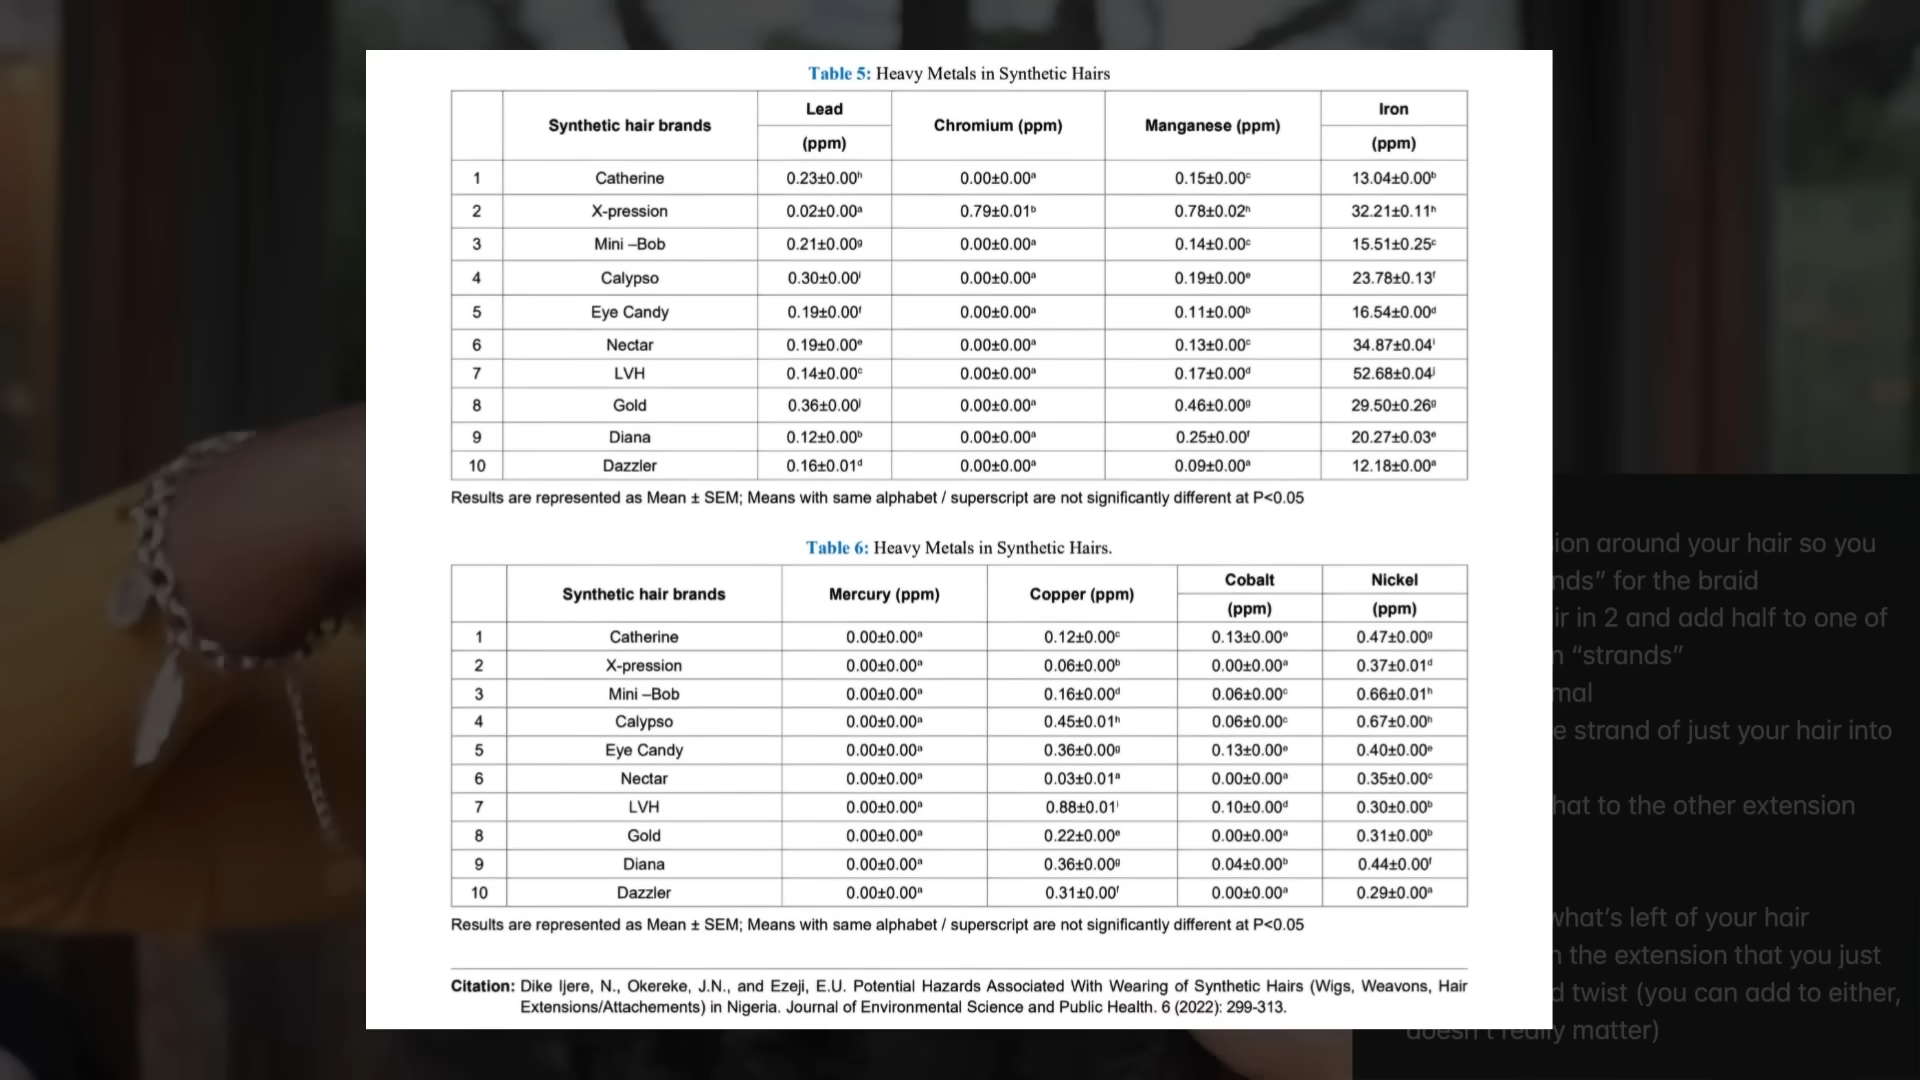 Table 5: Heavy Metals in Synthetic Hairs
Synthetic hair brands Lead (ppm) Chromium (ppm) Manganese (ppm) Iron (ppm)
1 Catherine 0.23±0.00ʰ 0.00±0.00ᵃ 0.15±0.00ᶜ 13.04±0.00ᵇ
2 X-pression 0.02±0.00ᵃ 0.79±0.01ᵇ 0.78±0.02ʰ 32.21±0.11ʰ
3 Mini –Bob 0.21±0.00ᵍ 0.00±0.00ᵃ 0.14±0.00ᶜ 15.51±0.25ᶜ
4 Calypso 0.30±0.00ⁱ 0.00±0.00ᵃ 0.19±0.00ᵉ 23.78±0.13ᶠ
5 Eye Candy 0.19±0.00ᶠ 0.00±0.00ᵃ 0.11±0.00ᵇ 16.54±0.00ᵈ
6 Nectar 0.19±0.00ᵉ 0.00±0.00ᵃ 0.13±0.00ᶜ 34.87±0.04ⁱ
7 LVH 0.14±0.00ᶜ 0.00±0.00ᵃ 0.17±0.00ᵈ 52.68±0.04ʲ
8 Gold 0.36±0.00ʲ 0.00±0.00ᵃ 0.46±0.00ᵍ 29.50±0.26ᵍ
9 Diana 0.12±0.00ᵇ 0.00±0.00ᵃ 0.25±0.00ᶠ 20.27±0.03ᵉ
10 Dazzler 0.16±0.01ᵈ 0.00±0.00ᵃ 0.09±0.00ᵃ 12.18±0.00ᵃ
Results are represented as Mean ± SEM; Means with same alphabet / superscript are not significantly different at P<0.05
Table 6: Heavy Metals in Synthetic Hairs.
Synthetic hair brands Mercury (ppm) Copper (ppm) Cobalt (ppm) Nickel (ppm)
1 Catherine 0.00±0.00ᵃ 0.12±0.00ᶜ 0.13±0.00ᵉ 0.47±0.00ᵍ
2 X-pression 0.00±0.00ᵃ 0.06±0.00ᵇ 0.00±0.00ᵃ 0.37±0.01ᵈ
3 Mini –Bob 0.00±0.00ᵃ 0.16±0.00ᵈ 0.06±0.00ᶜ 0.66±0.01ʰ
4 Calypso 0.00±0.00ᵃ 0.45±0.01ʰ 0.06±0.00ᶜ 0.67±0.00ʰ
5 Eye Candy 0.00±0.00ᵃ 0.36±0.00ᵍ 0.13±0.00ᵉ 0.40±0.00ᵉ
6 Nectar 0.00±0.00ᵃ 0.03±0.01ᵃ 0.00±0.00ᵃ 0.35±0.00ᶜ
7 LVH 0.00±0.00ᵃ 0.88±0.01ⁱ 0.10±0.00ᵈ 0.30±0.00ᵇ
8 Gold 0.00±0.00ᵃ 0.22±0.00ᵉ 0.00±0.00ᵃ 0.31±0.00ᵇ
9 Diana 0.00±0.00ᵃ 0.36±0.00ᵍ 0.04±0.00ᵇ 0.44±0.00ᶠ
10 Dazzler 0.00±0.00ᵃ 0.31±0.00ᶠ 0.00±0.00ᵃ 0.29±0.00ᵃ
Results are represented as Mean ± SEM; Means with same alphabet / superscript are not significantly different at P<0.05
Citation: Dike Ijere, N., Okereke, J.N., and Ezeji, E.U. Potential Hazards Associated With Wearing of Synthetic Hairs (Wigs, Weavons, Hair
Extensions/Attachements) in Nigeria. Journal of Environmental Science and Public Health. 6 (2022): 299-313.
around your hair so you
for the braid
in 2 and add half to one of
“strands”
strand of just your hair into
to the other extension
what's left of your hair
the extension that you just
twist (you can add to either,
doesn't really matter)